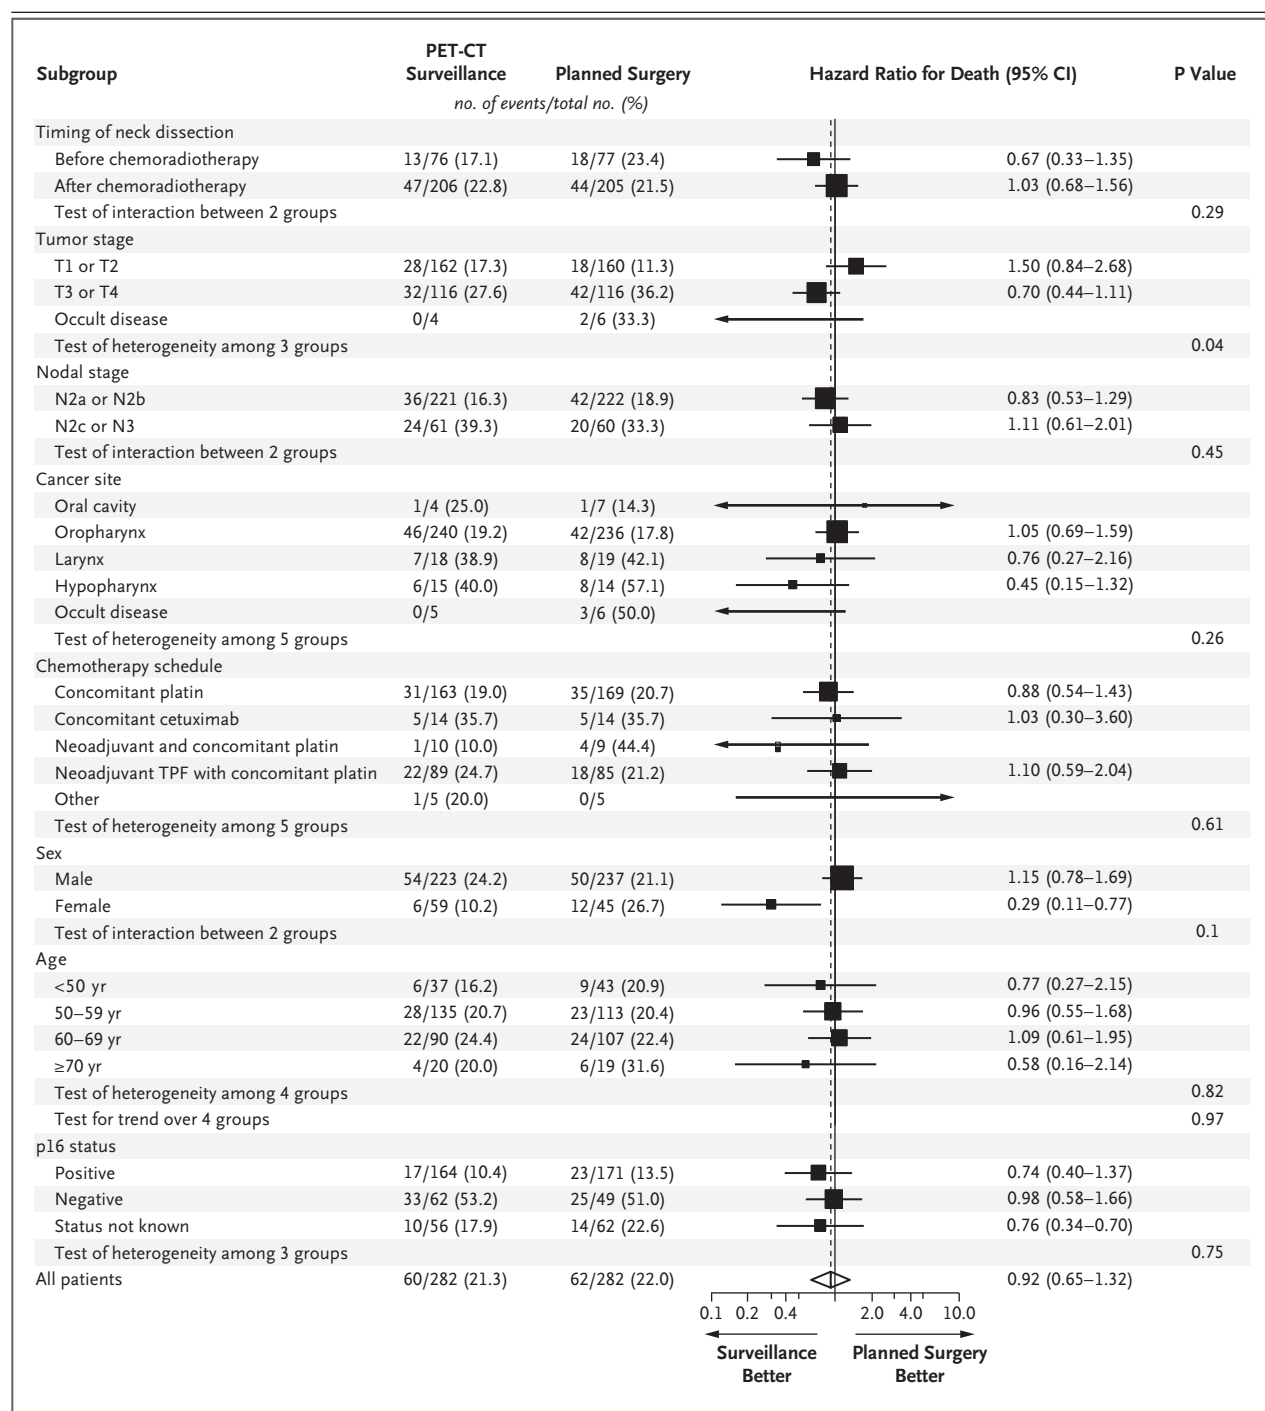 PET-CT
Subgroup Surveillance Planned Surgery Hazard Ratio for Death (95% CI) P Value
no. of events/total no. (%)
Timing of neck dissection
Before chemoradiotherapy 13/76 (17.1) 18/77 (23.4) 0.67 (0.33–1.35)
After chemoradiotherapy 47/206 (22.8) 44/205 (21.5) 1.03 (0.68–1.56)
Test of interaction between 2 groups 0.29
Tumor stage
T1 or T2 28/162 (17.3) 18/160 (11.3) 1.50 (0.84–2.68)
T3 or T4 32/116 (27.6) 42/116 (36.2) 0.70 (0.44–1.11)
Occult disease 0/4 2/6 (33.3)
Test of heterogeneity among 3 groups 0.04
Nodal stage
N2a or N2b 36/221 (16.3) 42/222 (18.9) 0.83 (0.53–1.29)
N2c or N3 24/61 (39.3) 20/60 (33.3) 1.11 (0.61–2.01)
Test of interaction between 2 groups 0.45
Cancer site
Oral cavity 1/4 (25.0) 1/7 (14.3)
Oropharynx 46/240 (19.2) 42/236 (17.8) 1.05 (0.69–1.59)
Larynx 7/18 (38.9) 8/19 (42.1) 0.76 (0.27–2.16)
Hypopharynx 6/15 (40.0) 8/14 (57.1) 0.45 (0.15–1.32)
Occult disease 0/5 3/6 (50.0)
Test of heterogeneity among 5 groups 0.26
Chemotherapy schedule
Concomitant platin 31/163 (19.0) 35/169 (20.7) 0.88 (0.54–1.43)
Concomitant cetuximab 5/14 (35.7) 5/14 (35.7) 1.03 (0.30–3.60)
Neoadjuvant and concomitant platin 1/10 (10.0) 4/9 (44.4)
Neoadjuvant TPF with concomitant platin 22/89 (24.7) 18/85 (21.2) 1.10 (0.59–2.04)
Other 1/5 (20.0) 0/5
Test of heterogeneity among 5 groups 0.61
Sex
Male 54/223 (24.2) 50/237 (21.1) 1.15 (0.78–1.69)
Female 6/59 (10.2) 12/45 (26.7) 0.29 (0.11–0.77)
Test of interaction between 2 groups 0.1
Age
<50 yr 6/37 (16.2) 9/43 (20.9) 0.77 (0.27–2.15)
50–59 yr 28/135 (20.7) 23/113 (20.4) 0.96 (0.55–1.68)
60–69 yr 22/90 (24.4) 24/107 (22.4) 1.09 (0.61–1.95)
≥70 yr 4/20 (20.0) 6/19 (31.6) 0.58 (0.16–2.14)
Test of heterogeneity among 4 groups 0.82
Test for trend over 4 groups 0.97
p16 status
Positive 17/164 (10.4) 23/171 (13.5) 0.74 (0.40–1.37)
Negative 33/62 (53.2) 25/49 (51.0) 0.98 (0.58–1.66)
Status not known 10/56 (17.9) 14/62 (22.6) 0.76 (0.34–0.70)
Test of heterogeneity among 3 groups 0.75
All patients 60/282 (21.3) 62/282 (22.0) 0.92 (0.65–1.32)
0.1 0.2 0.4 2.0 4.0 10.0
Surveillance Planned Surgery
Better Better